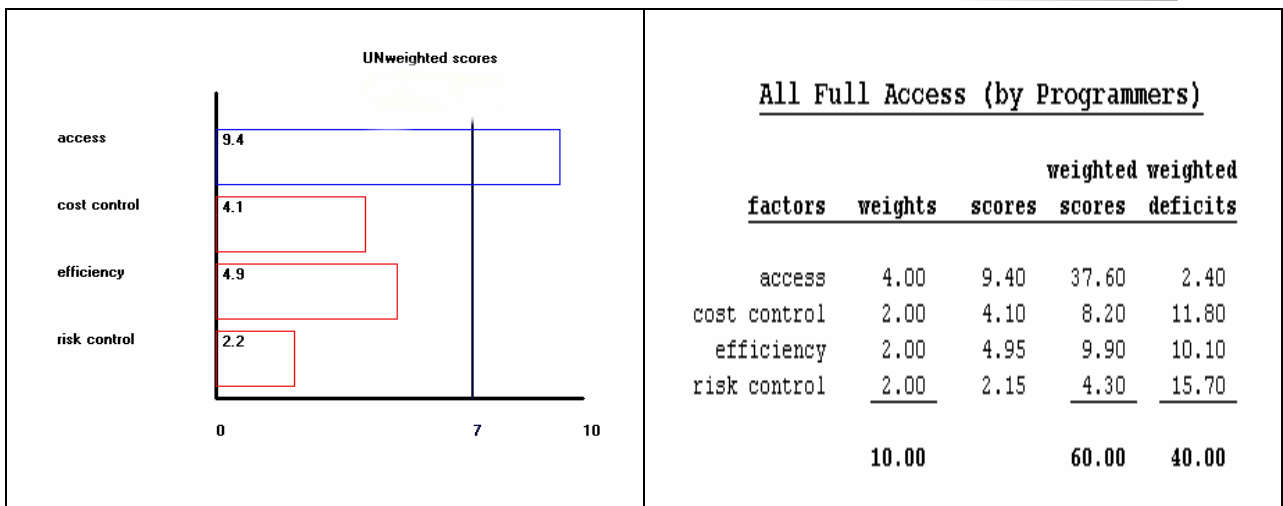 UNweighted scores
access 9.4
cost control 4.1
efficiency 4.9
risk control 2.2
0 7 10
All Full Access (by Programmers)
weighted weighted
factors weights scores scores deficits
access 4.00 9.40 37.60 2.40
cost control 2.00 4.10 8.20 11.80
efficiency 2.00 4.95 9.90 10.10
risk control 2.00 2.15 4.30 15.70
10.00 60.00 40.00